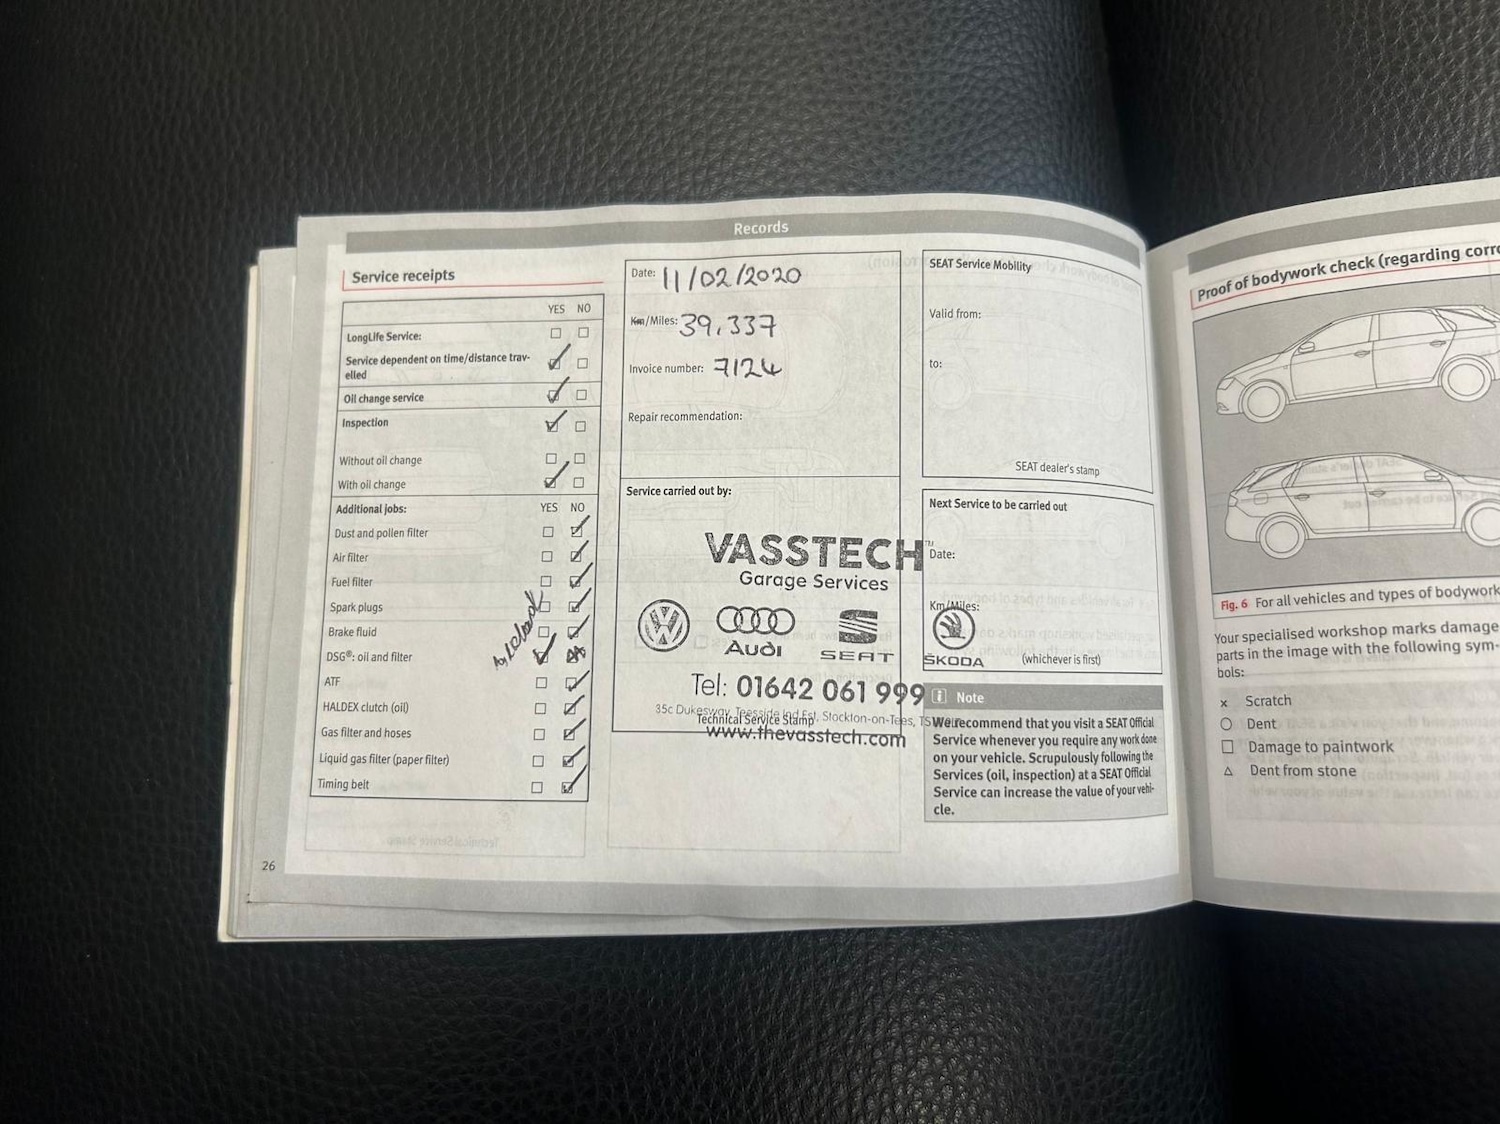 Records
Service receipts
YES NO
LongLife Service:
Service dependent on time/distance trav-
elled
Oil change service
Inspection
Without oil change
With oil change
Additional jobs: YES NO
Dust and pollen filter
Air filter
Fuel filter
Spark plugs
Brake fluid
DSG®: oil and filter
ATF
HALDEX clutch (oil)
Gas filter and hoses
Liquid gas filter (paper filter)
Timing belt
26
Date: 11/02/2020
Km/Miles: 39,337
Invoice number: 7124
Repair recommendation:
Service carried out by:
VASSTECH™
Garage Services
Audi
SEAT
ŠKODA
Tel: 01642 061 999
35c Dukesway, Teesside Ind Est, Stockton-on-Tees,
Technical Service Stamp
www.thevasstech.com
SEAT Service Mobility
Valid from:
to:
SEAT dealer's stamp
Next Service to be carried out
Date:
Km/Miles:
(whichever is first)
i Note
We recommend that you visit a SEAT Official
Service whenever you require any work done
on your vehicle. Scrupulously following the
Services (oil, inspection) at a SEAT Official
Service can increase the value of your vehi-
cle.
Proof of bodywork check (regarding
Fig. 6 For all vehicles and types of bodywork
Your specialised workshop marks damage
parts in the image with the following sym-
bols:
x Scratch
Dent
Damage to paintwork
Dent from stone